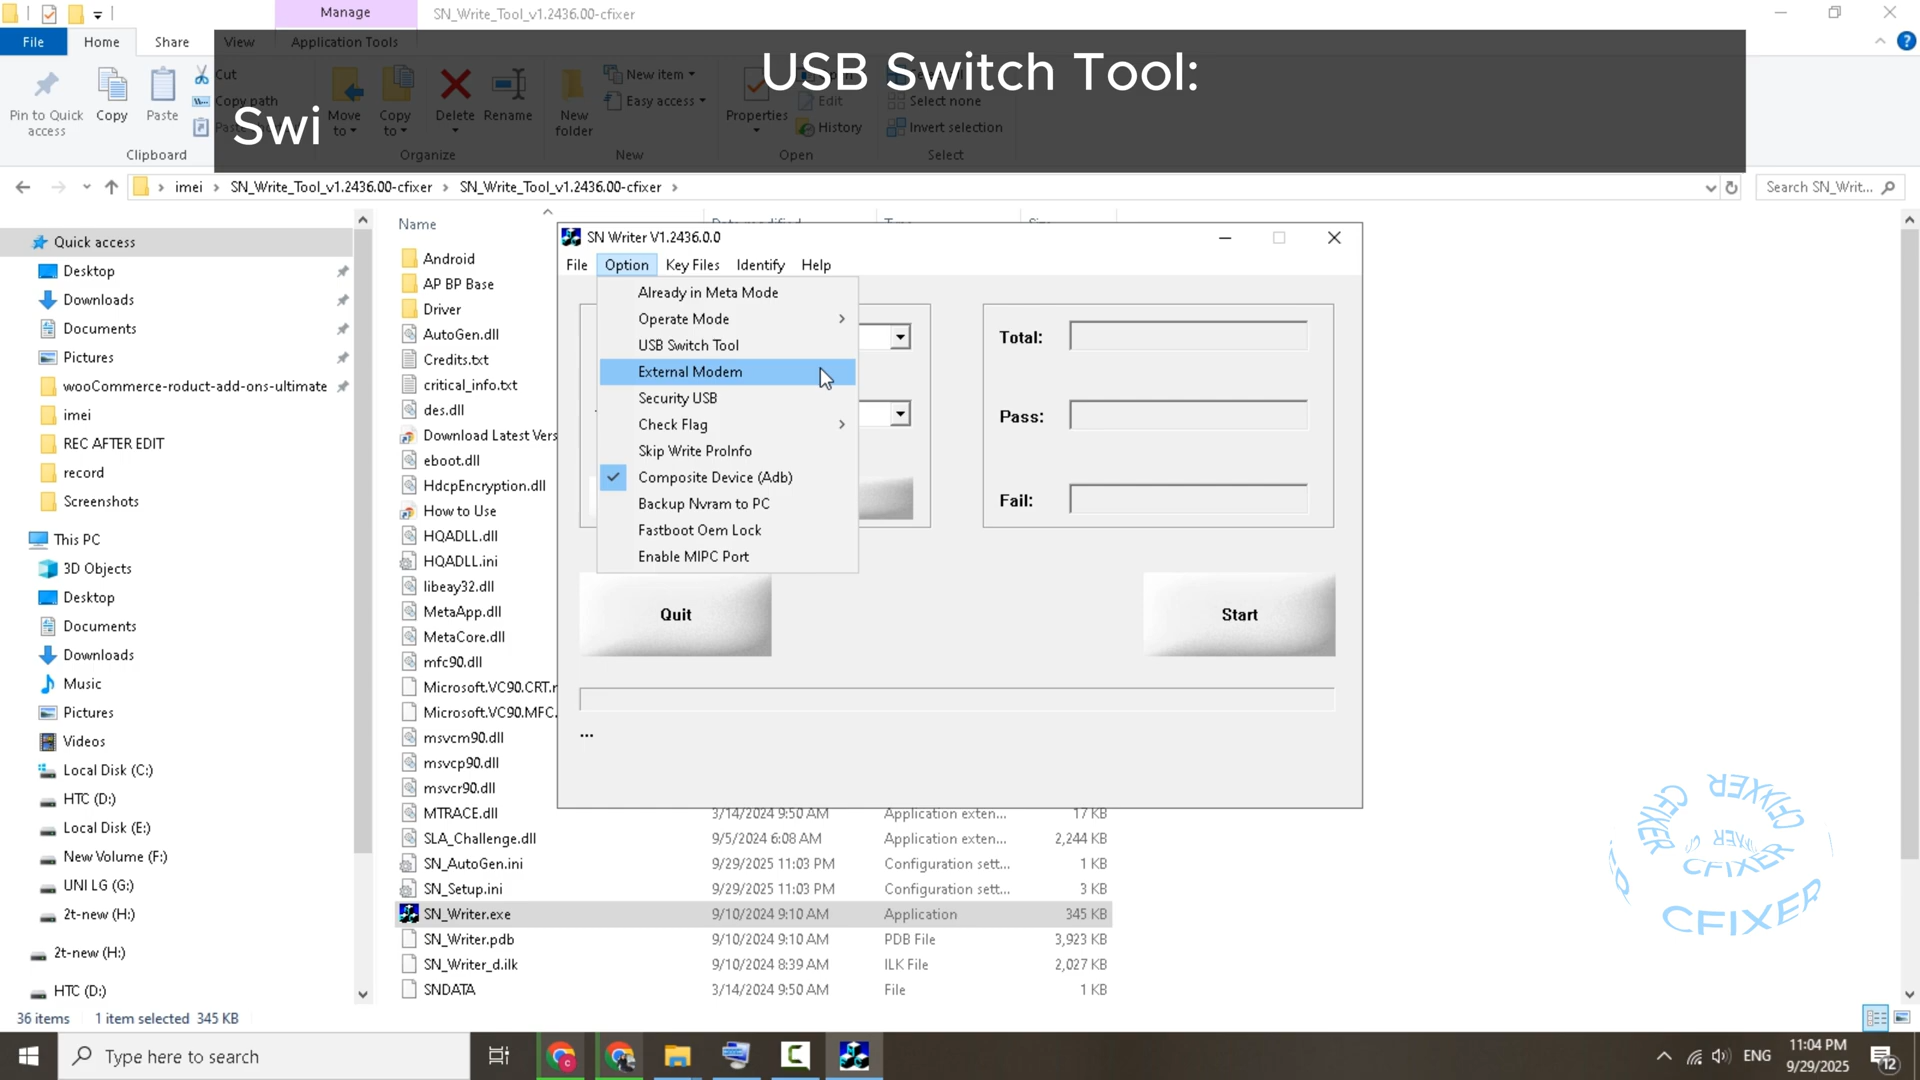 Manage
SN_Write_Tool_v1.2436.00-cfixer
File
Home
Share
View
Application Tools
USB Switch Tool:
Swi
Pin to Quick access
Copy
Paste
Cut
Copy path
Move to
Copy to
Delete
Rename
New folder
New item
Easy access
Properties
Edit
History
Select none
Invert selection
Clipboard
Organize
New
Open
Select
imei
SN_Write_Tool_v1.2436.00-cfixer
SN_Write_Tool_v1.2436.00-cfixer
Search SN_Writ...
Quick access
Desktop
Downloads
Documents
Pictures
wooCommerce-roduct-add-ons-ultimate
imei
REC AFTER EDIT
record
Screenshots
This PC
3D Objects
Desktop
Documents
Downloads
Music
Pictures
Videos
Local Disk (C:)
HTC (D:)
Local Disk (E:)
New Volume (F:)
UNI LG (G:)
2t-new (H:)
2t-new (H:)
HTC (D:)
Name
Android
AP BP Base
Driver
AutoGen.dll
Credits.txt
critical_info.txt
des.dll
Download Latest Vers
eboot.dll
HdcpEncryption.dll
How to Use
HQADLL.dll
HQADLL.ini
libeay32.dll
MetaApp.dll
MetaCore.dll
mfc90.dll
Microsoft.VC90.CRT.r
Microsoft.VC90.MFC.
msvcm90.dll
msvcp90.dll
msvcr90.dll
MTRACE.dll 3/14/2024 9:50 AM Application exten... 17 KB
SLA_Challenge.dll 9/5/2024 6:08 AM Application exten... 2,244 KB
SN_AutoGen.ini 9/29/2025 11:03 PM Configuration sett... 1 KB
SN_Setup.ini 9/29/2025 11:03 PM Configuration sett... 3 KB
SN_Writer.exe 9/10/2024 9:10 AM Application 345 KB
SN_Writer.pdb 9/10/2024 9:10 AM PDB File 3,923 KB
SN_Writer_d.ilk 9/10/2024 8:39 AM ILK File 2,027 KB
SNDATA 3/14/2024 9:50 AM File 1 KB
SN Writer V1.2436.0.0
File Option Key Files Identify Help
Already in Meta Mode
Operate Mode
USB Switch Tool
External Modem
Security USB
Check Flag
Skip Write ProInfo
Composite Device (Adb)
Backup Nvram to PC
Fastboot Oem Lock
Enable MIPC Port
Total:
Pass:
Fail:
Quit
Start
...
CFIXER
CFIXER
CFIXER
CFIXER
36 items 1 item selected 345 KB
Type here to search
ENG
11:04 PM
9/29/2025
12